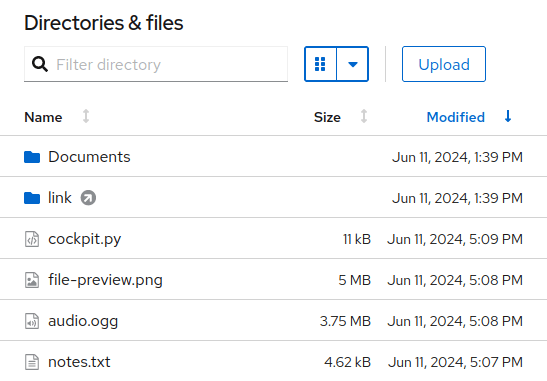 Directories & files
Filter directory
Upload
Name Size Modified
Documents Jun 11, 2024, 1:39 PM
link Jun 11, 2024, 1:39 PM
cockpit.py 11 kB Jun 11, 2024, 5:09 PM
file-preview.png 5 MB Jun 11, 2024, 5:08 PM
audio.ogg 3.75 MB Jun 11, 2024, 5:08 PM
notes.txt 4.62 kB Jun 11, 2024, 5:07 PM